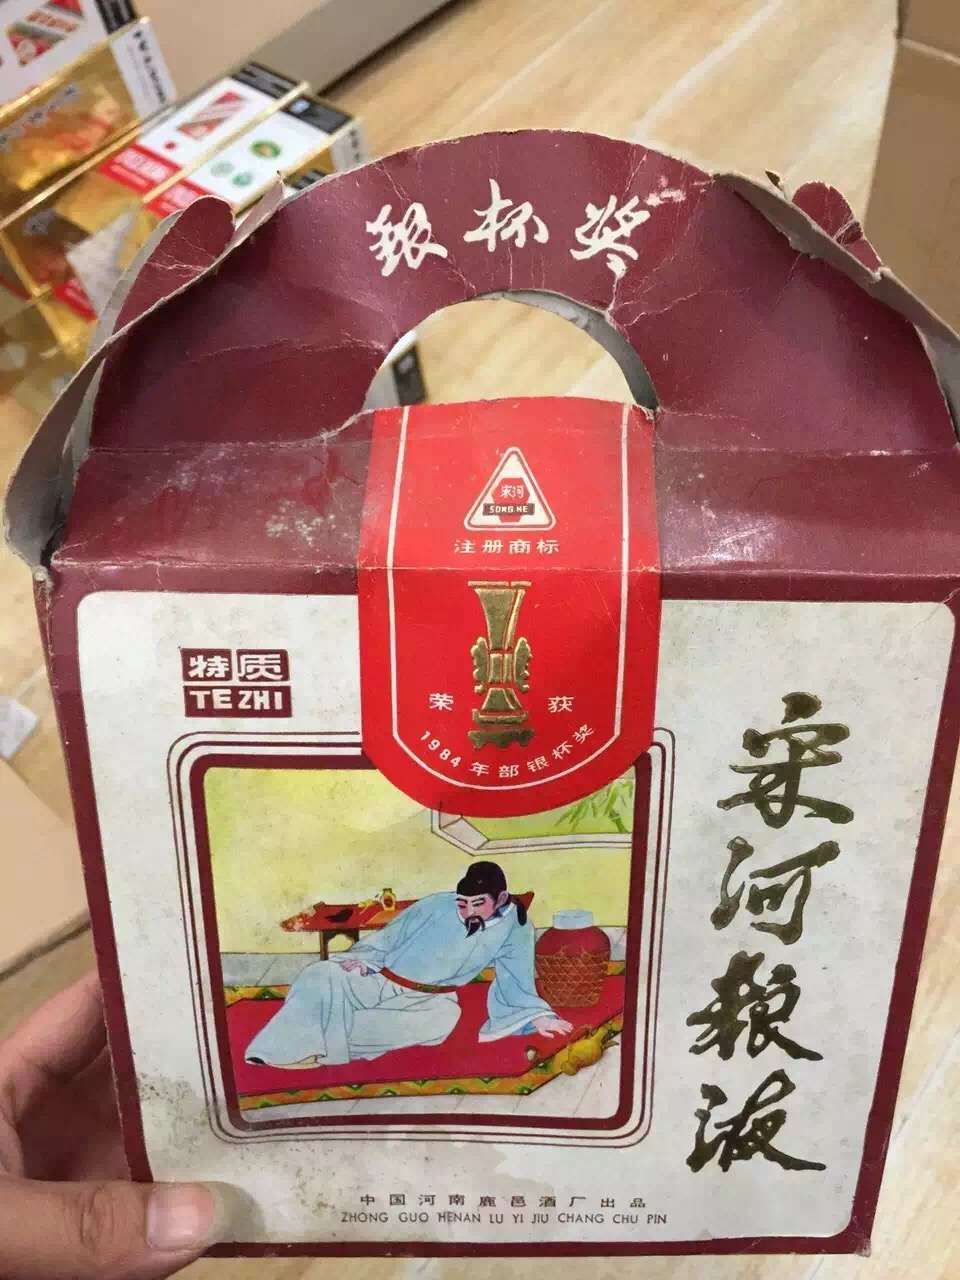 银杯奖
宋河
SONG HE
注册商标
荣获
1984年部银杯奖
特质
TE ZHI
宋河粮液
中国河南鹿邑酒厂出品
ZHONG GUO HENAN LU YI JIU CHANG CHU PIN